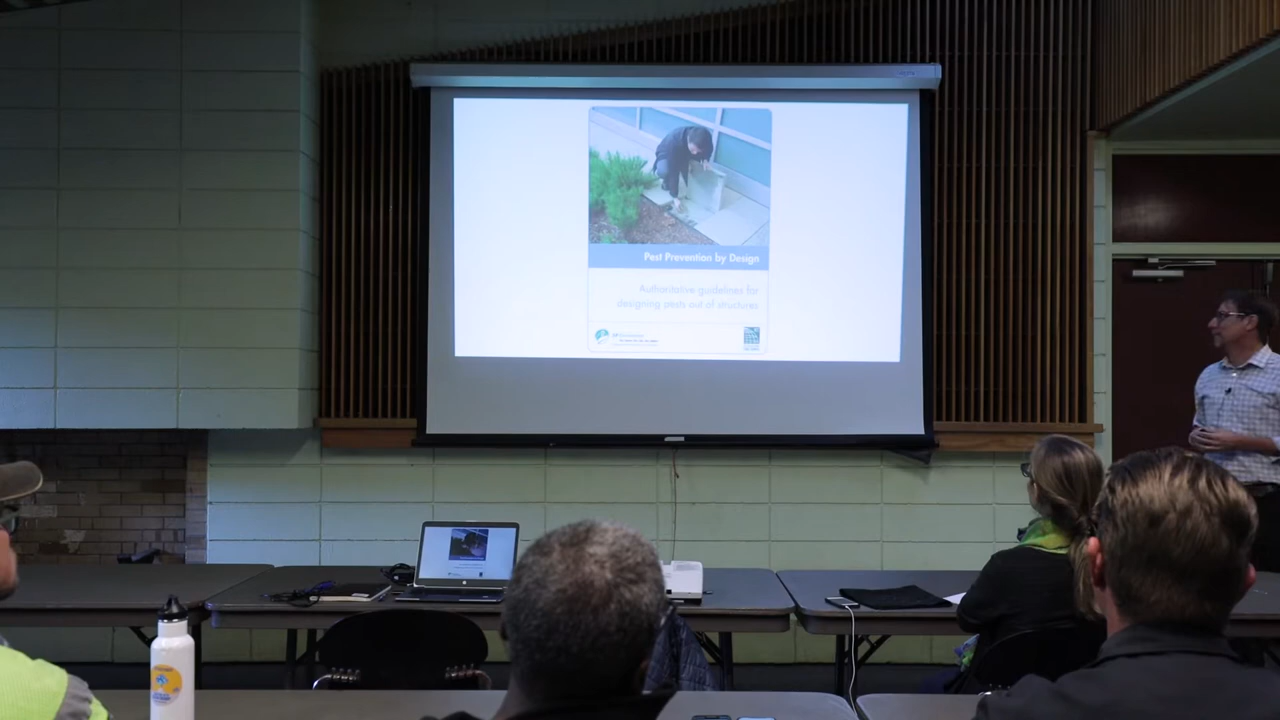 Pest Prevention by Design
Authoritative guidelines for
designing pests out of structures